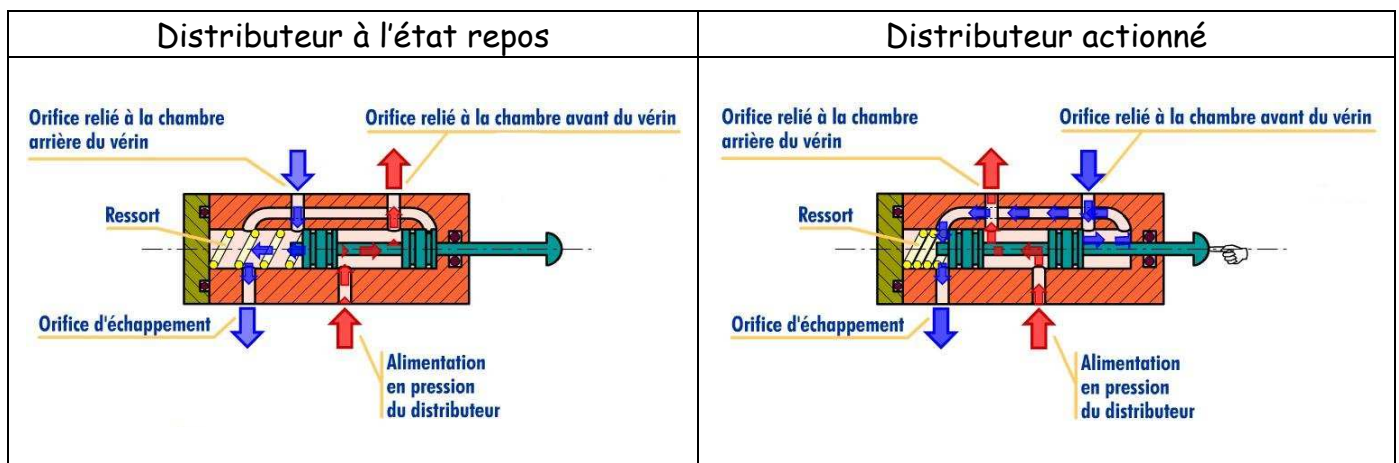 Distributeur à l'état repos
Orifice relié à la chambre
arrière du vérin
Orifice relié à la chambre avant du vérin
Ressort
Orifice d'échappement
Alimentation
en pression
du distributeur
Distributeur actionné
Orifice relié à la chambre
arrière du vérin
Orifice relié à la chambre avant du vérin
Ressort
Orifice d'échappement
Alimentation
en pression
du distributeur